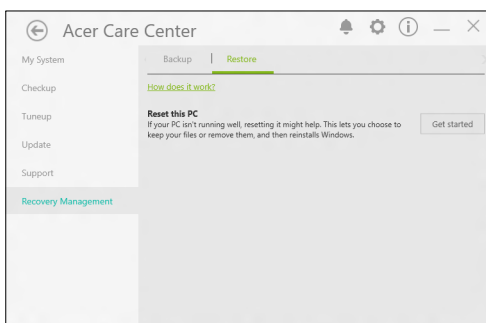 Acer Care Center
My System
Backup
Restore
Checkup
How does it work?
Tuneup
Reset this PC
If your PC isn't running well, resetting it might help. This lets you choose to
keep your files or remove them, and then reinstalls Windows.
Get started
Update
Support
Recovery Management